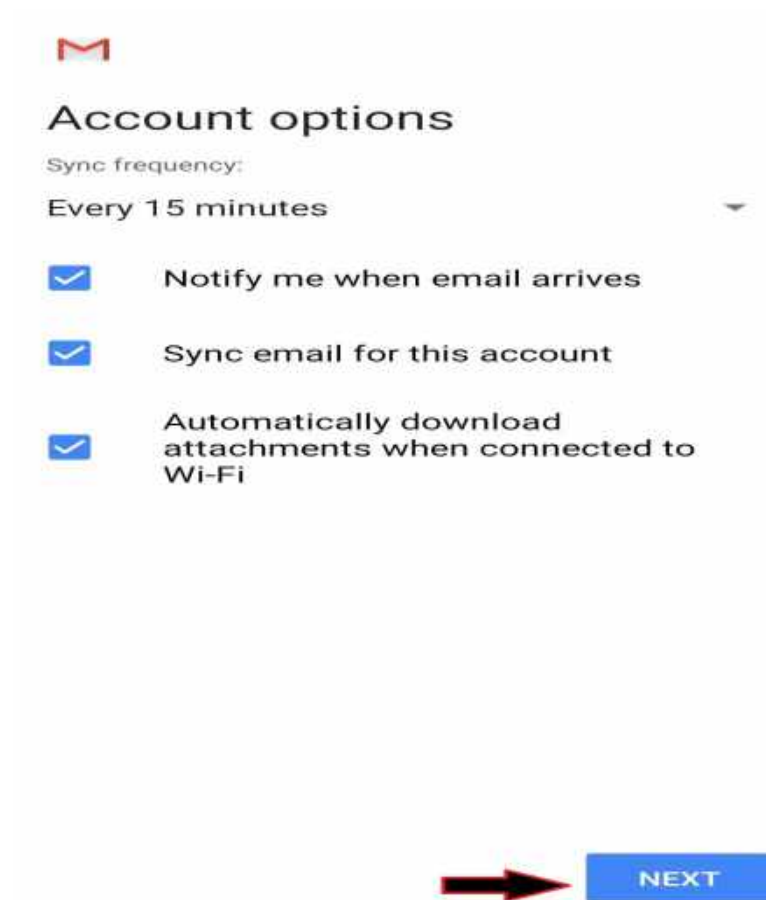 Account options
Sync frequency:
Every 15 minutes
Notify me when email arrives
Sync email for this account
Automatically download
attachments when connected to
Wi-Fi
NEXT